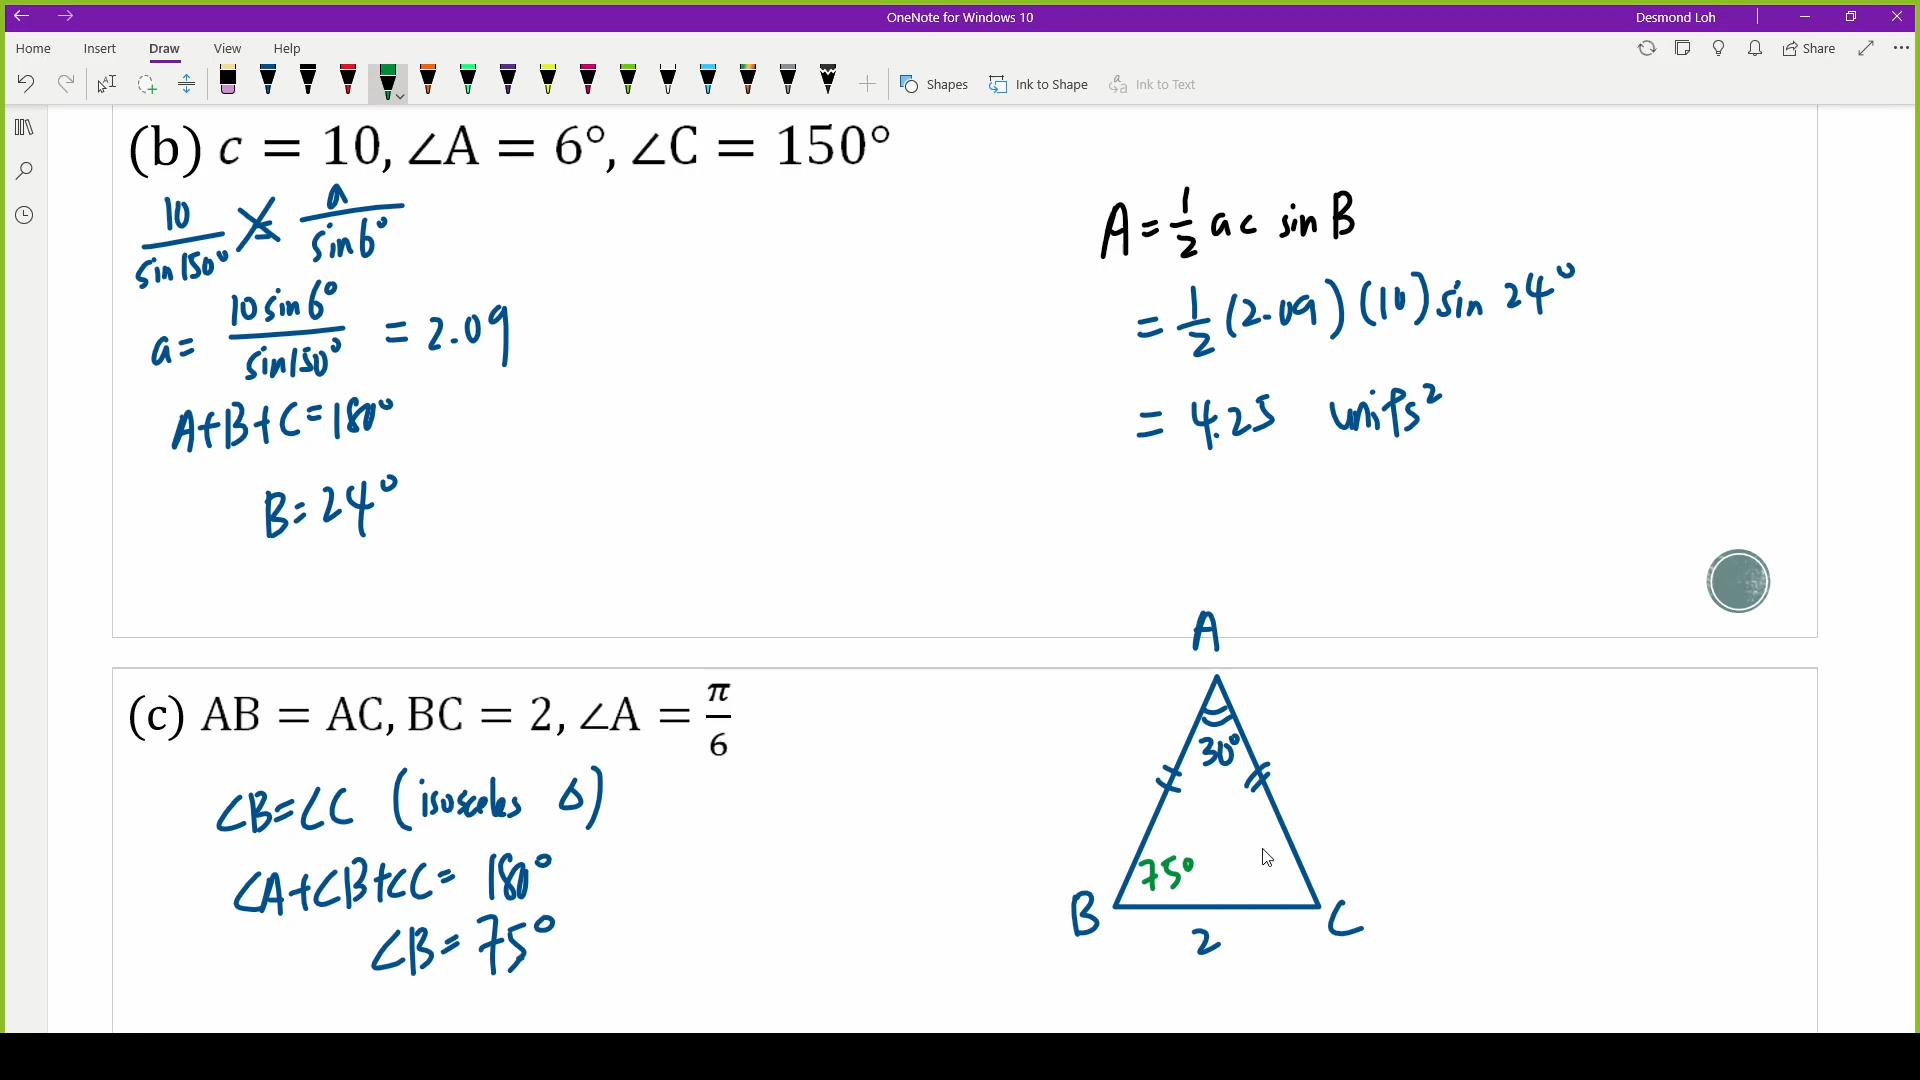 OneNote for Windows 10
Desmond Loh
Home Insert Draw View Help
Share
Shapes Ink to Shape Ink to Text
(b) c = 10, ∠A = 6°, ∠C = 150°
10/sin150° = a/sin6°
a = 10sin6°/sin150° = 2.09
A+B+C=180°
B=24°
A = 1/2 ac sin B
= 1/2 (2.09)(10) sin 24°
= 4.25 units²
(c) AB = AC, BC = 2, ∠A = π/6
∠B=∠C (isosceles Δ)
∠A+∠B+∠C= 180°
∠B= 75°
A
30°
75°
B
C
2